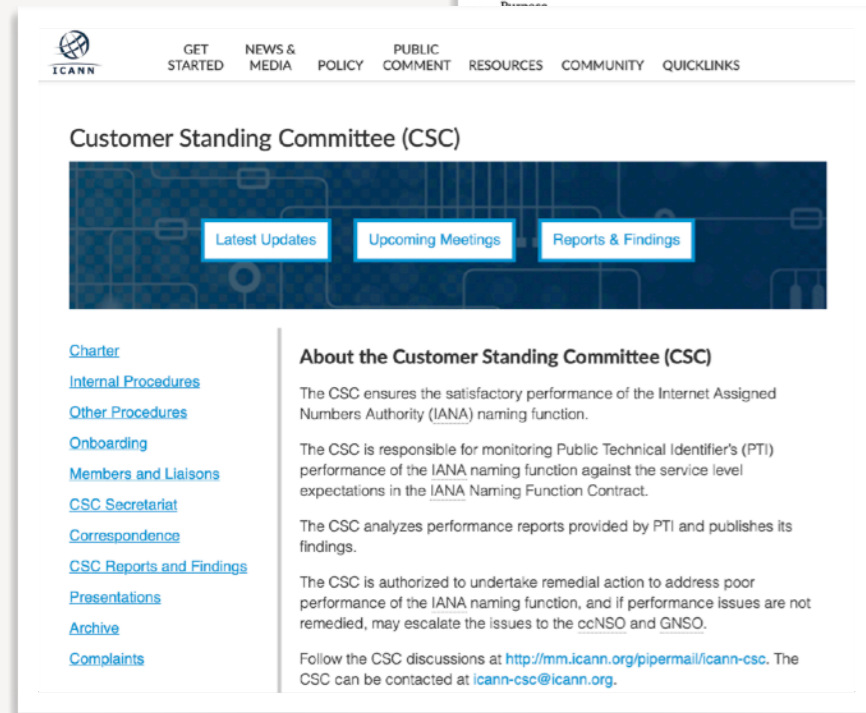 Purpose
ICANN
GET STARTED
NEWS & MEDIA
POLICY
PUBLIC COMMENT
RESOURCES
COMMUNITY
QUICKLINKS
Customer Standing Committee (CSC)
Latest Updates
Upcoming Meetings
Reports & Findings
Charter
Internal Procedures
Other Procedures
Onboarding
Members and Liaisons
CSC Secretariat
Correspondence
CSC Reports and Findings
Presentations
Archive
Complaints
About the Customer Standing Committee (CSC)
The CSC ensures the satisfactory performance of the Internet Assigned
Numbers Authority (IANA) naming function.
The CSC is responsible for monitoring Public Technical Identifier's (PTI)
performance of the IANA naming function against the service level
expectations in the IANA Naming Function Contract.
The CSC analyzes performance reports provided by PTI and publishes its
findings.
The CSC is authorized to undertake remedial action to address poor
performance of the IANA naming function, and if performance issues are not
remedied, may escalate the issues to the ccNSO and GNSO.
Follow the CSC discussions at http://mm.icann.org/pipermail/icann-csc. The
CSC can be contacted at icann-csc@icann.org.